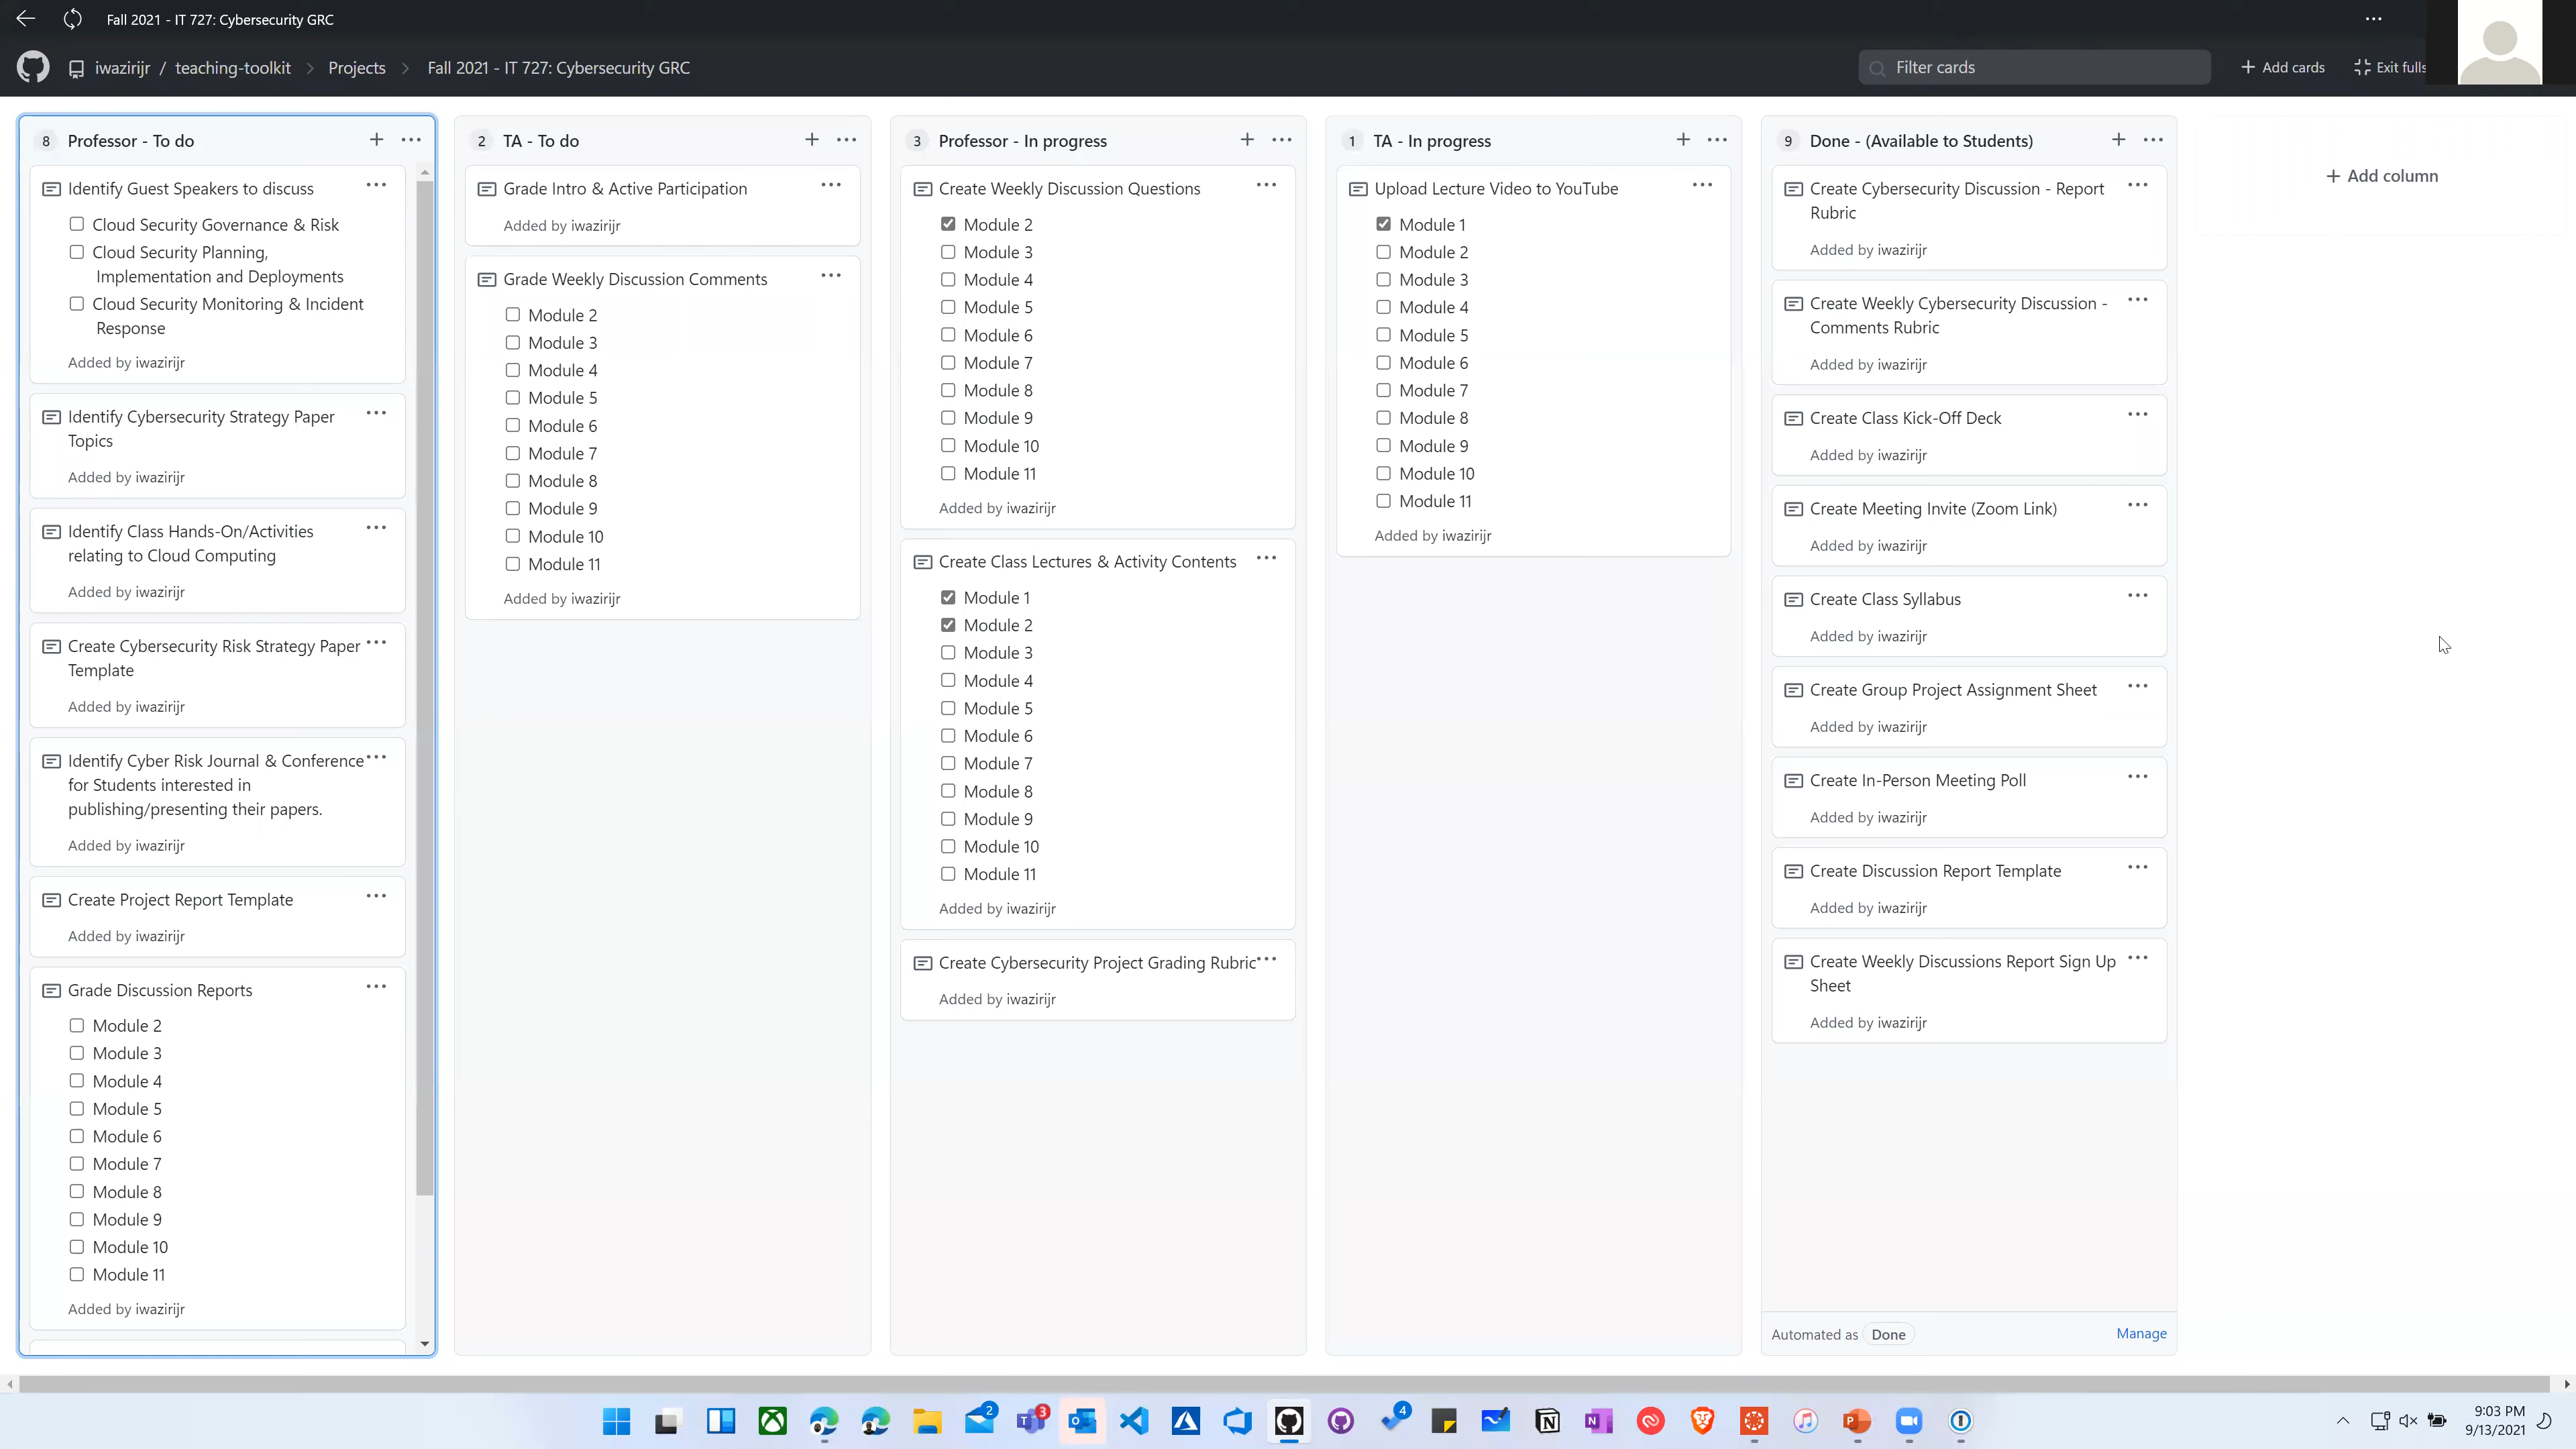 Fall 2021 - IT 727: Cybersecurity GRC
iwazirijr / teaching-toolkit Projects Fall 2021 - IT 727: Cybersecurity GRC
Filter cards
Add cards
Exit fulls
8 Professor - To do
Identify Guest Speakers to discuss
Cloud Security Governance & Risk
Cloud Security Planning,
Implementation and Deployments
Cloud Security Monitoring & Incident
Response
Added by iwazirijr
Identify Cybersecurity Strategy Paper
Topics
Added by iwazirijr
Identify Class Hands-On/Activities
relating to Cloud Computing
Added by iwazirijr
Create Cybersecurity Risk Strategy Paper
Template
Added by iwazirijr
Identify Cyber Risk Journal & Conference
for Students interested in
publishing/presenting their papers.
Added by iwazirijr
Create Project Report Template
Added by iwazirijr
Grade Discussion Reports
Module 2
Module 3
Module 4
Module 5
Module 6
Module 7
Module 8
Module 9
Module 10
Module 11
Added by iwazirijr
2 TA - To do
Grade Intro & Active Participation
Added by iwazirijr
Grade Weekly Discussion Comments
Module 2
Module 3
Module 4
Module 5
Module 6
Module 7
Module 8
Module 9
Module 10
Module 11
Added by iwazirijr
3 Professor - In progress
Create Weekly Discussion Questions
Module 2
Module 3
Module 4
Module 5
Module 6
Module 7
Module 8
Module 9
Module 10
Module 11
Added by iwazirijr
Create Class Lectures & Activity Contents
Module 1
Module 2
Module 3
Module 4
Module 5
Module 6
Module 7
Module 8
Module 9
Module 10
Module 11
Added by iwazirijr
Create Cybersecurity Project Grading Rubric
Added by iwazirijr
1 TA - In progress
Upload Lecture Video to YouTube
Module 1
Module 2
Module 3
Module 4
Module 5
Module 6
Module 7
Module 8
Module 9
Module 10
Module 11
Added by iwazirijr
9 Done - (Available to Students)
Create Cybersecurity Discussion - Report
Rubric
Added by iwazirijr
Create Weekly Cybersecurity Discussion -
Comments Rubric
Added by iwazirijr
Create Class Kick-Off Deck
Added by iwazirijr
Create Meeting Invite (Zoom Link)
Added by iwazirijr
Create Class Syllabus
Added by iwazirijr
Create Group Project Assignment Sheet
Added by iwazirijr
Create In-Person Meeting Poll
Added by iwazirijr
Create Discussion Report Template
Added by iwazirijr
Create Weekly Discussions Report Sign Up
Sheet
Added by iwazirijr
Automated as Done Manage
Add column
2 3 4
9:03 PM
9/13/2021